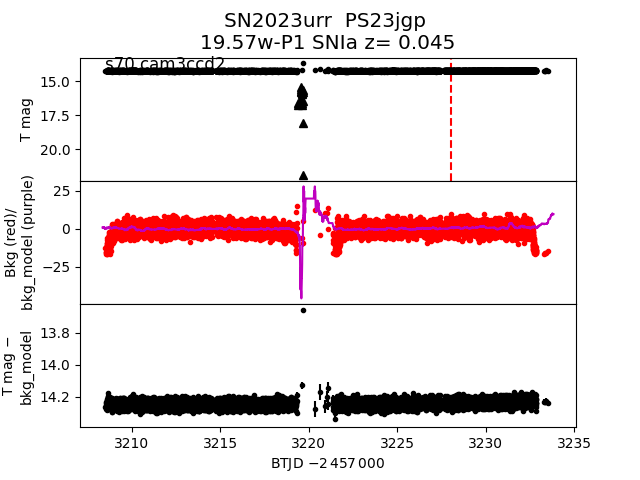 SN2023urr PS23jgp
19.57w-P1 SNIa z= 0.045
s70 cam3ccd2
T mag
15.0
17.5
20.0
Bkg (red)/
bkg_model (purple)
25
0
−25
T mag −
bkg_model
13.8
14.0
14.2
3210 3215 3220 3225 3230 3235
BTJD −2 457 000